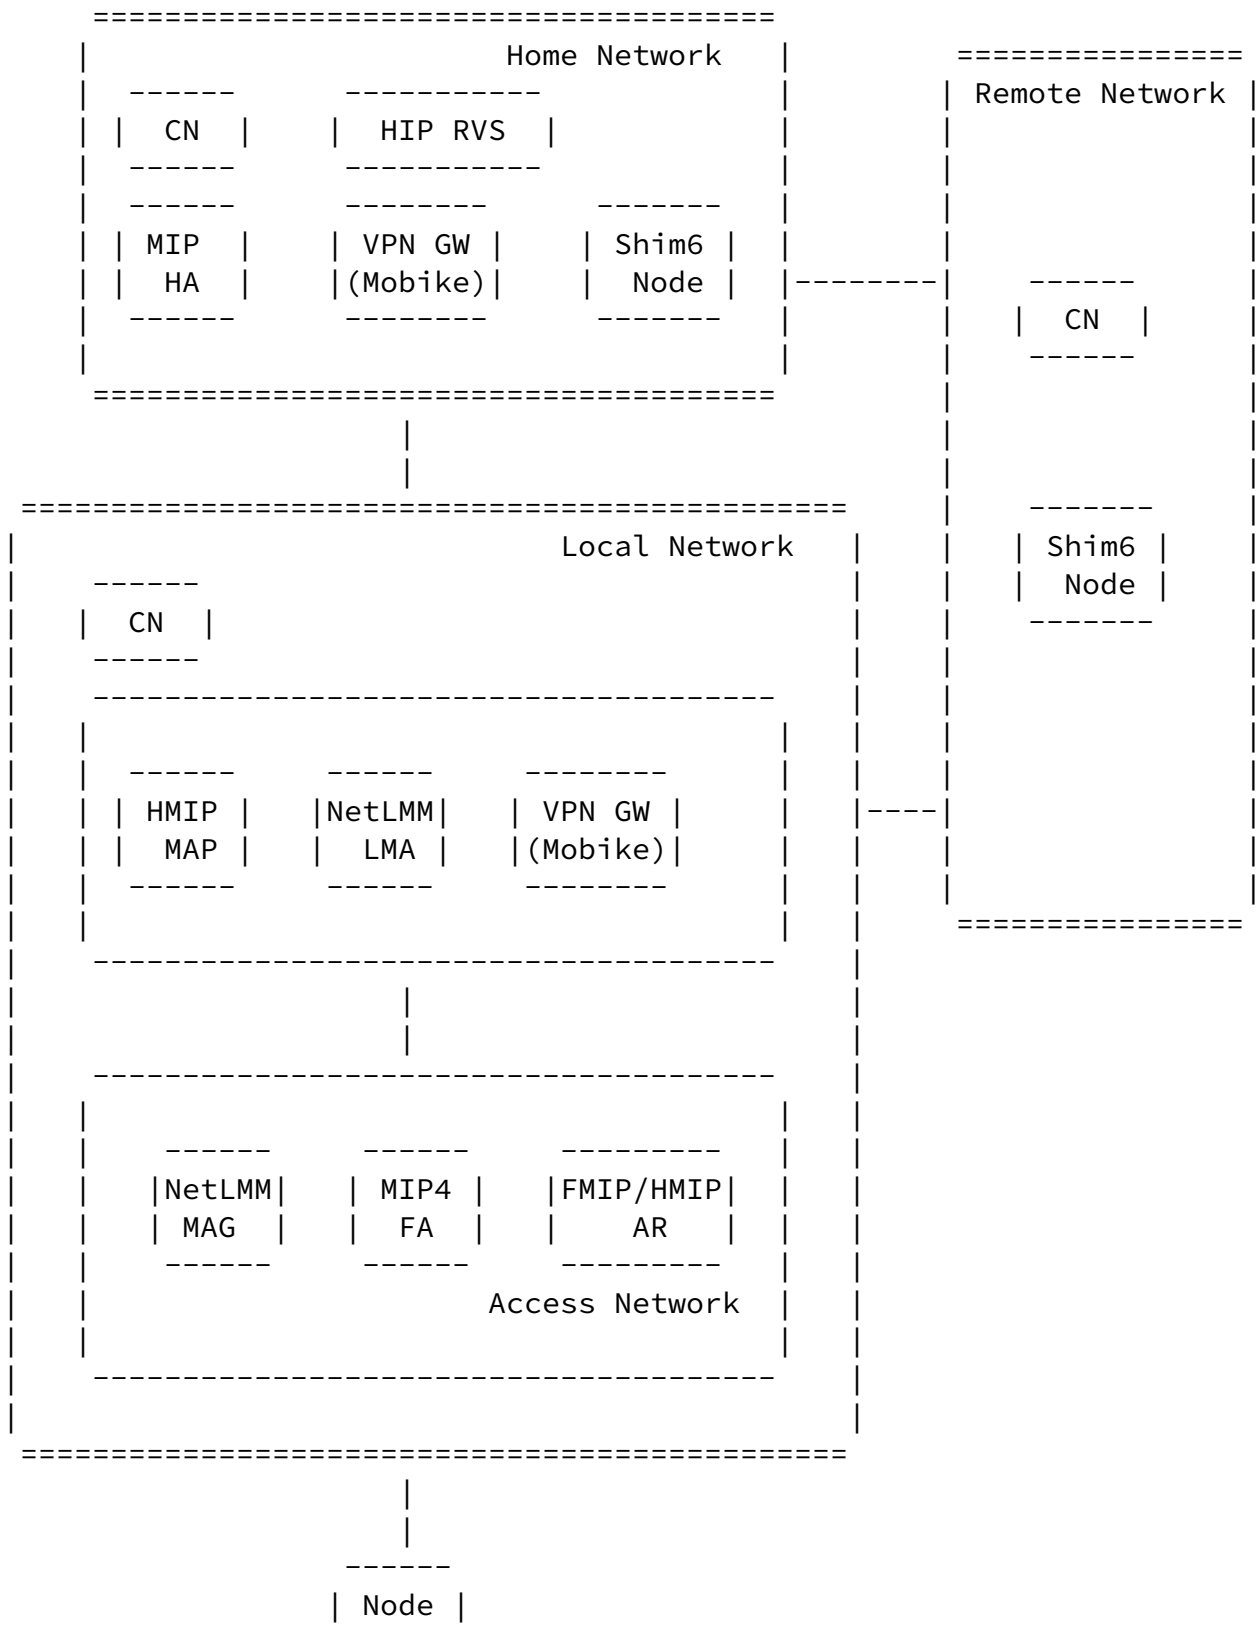 Home Network
Remote Network
CN HIP RVS
MIP VPN GW Shim6
HA (Mobike) Node
CN
Local Network
Shim6
Node
CN
HMIP NetLMM VPN GW
MAP LMA (Mobike)
NetLMM MIP4 FMIP/HMIP
MAG FA AR
Access Network
Node